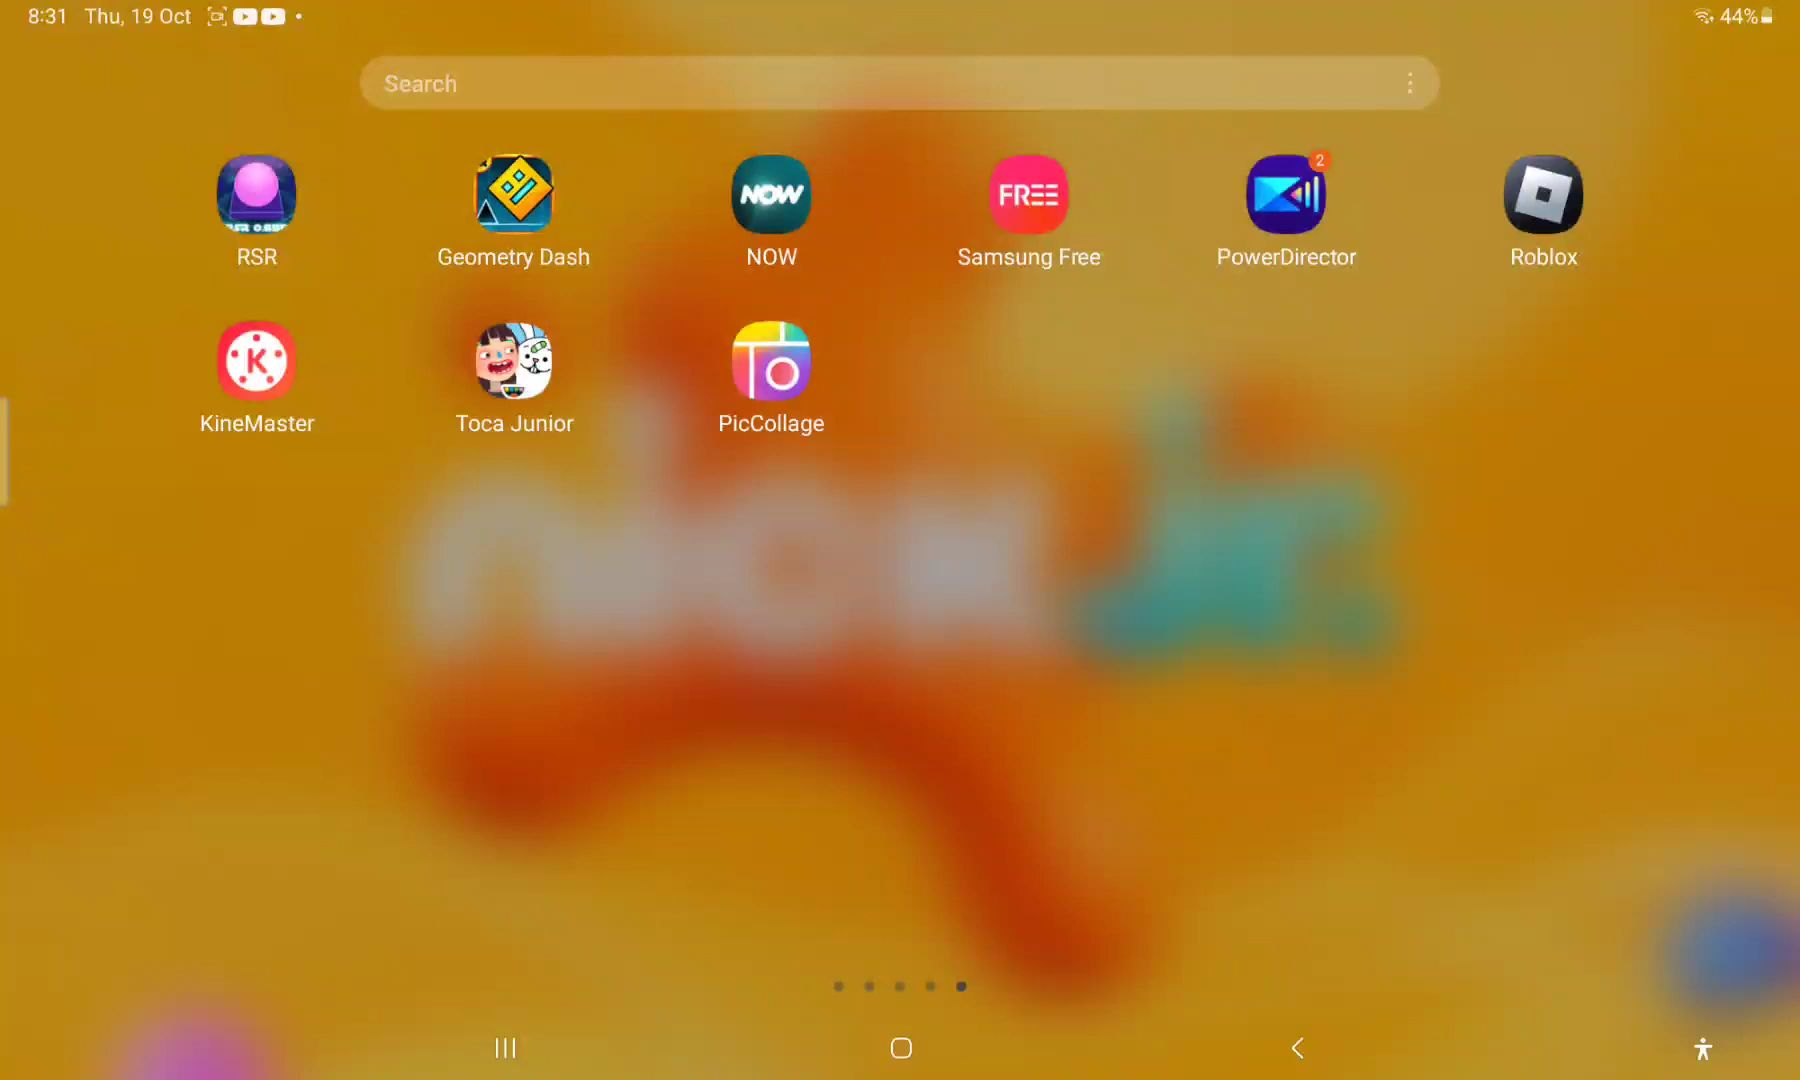 8:31 Thu, 19 Oct
44%
Search
2
NOW
FREE
RSR
Geometry Dash
NOW
Samsung Free
PowerDirector
Roblox
K
KineMaster
Toca Junior
PicCollage